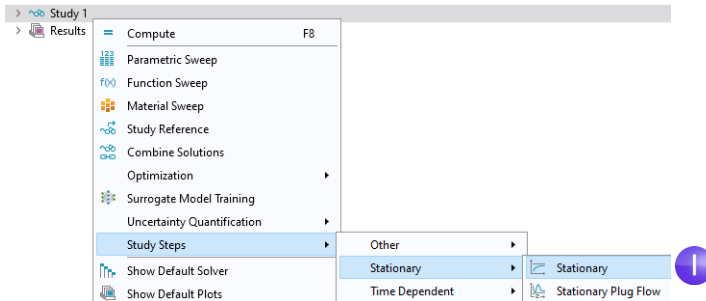 Study 1
Results
Compute F8
Parametric Sweep
Function Sweep
Material Sweep
Study Reference
Combine Solutions
Optimization
Surrogate Model Training
Uncertainty Quantification
Study Steps
Show Default Solver
Show Default Plots
Other
Stationary
Time Dependent
Stationary
Stationary Plug Flow